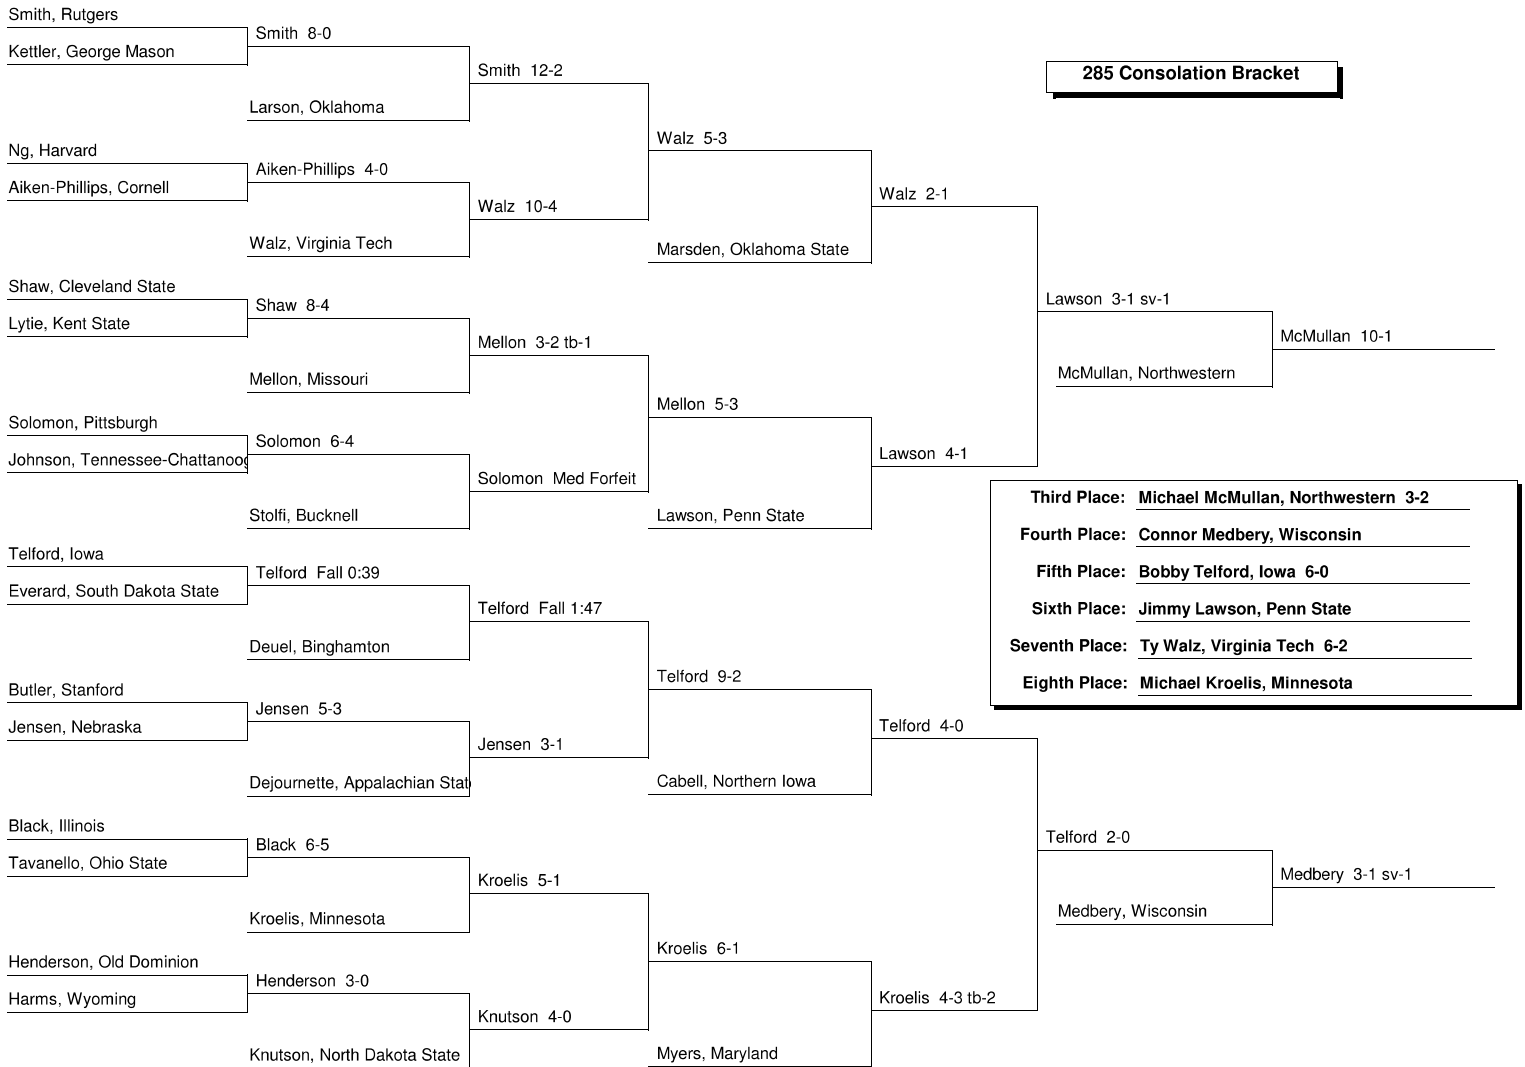 285 Consolation Bracket
Smith, Rutgers
Kettler, George Mason
Smith 8-0
Larson, Oklahoma
Smith 12-2
Ng, Harvard
Aiken-Phillips, Cornell
Aiken-Phillips 4-0
Walz, Virginia Tech
Walz 10-4
Walz 5-3
Marsden, Oklahoma State
Walz 2-1
Shaw, Cleveland State
Lytie, Kent State
Shaw 8-4
Mellon, Missouri
Mellon 3-2 tb-1
Solomon, Pittsburgh
Johnson, Tennessee-Chattanoog
Solomon 6-4
Stolfi, Bucknell
Solomon Med Forfeit
Mellon 5-3
Lawson, Penn State
Lawson 4-1
Lawson 3-1 sv-1
McMullan, Northwestern
McMullan 10-1
Telford, Iowa
Everard, South Dakota State
Telford Fall 0:39
Deuel, Binghamton
Telford Fall 1:47
Butler, Stanford
Jensen, Nebraska
Jensen 5-3
Dejournette, Appalachian State
Jensen 3-1
Telford 9-2
Cabell, Northern Iowa
Telford 4-0
Black, Illinois
Tavanello, Ohio State
Black 6-5
Kroelis, Minnesota
Kroelis 5-1
Henderson, Old Dominion
Harms, Wyoming
Henderson 3-0
Knutson, North Dakota State
Knutson 4-0
Kroelis 6-1
Myers, Maryland
Kroelis 4-3 tb-2
Telford 2-0
Medbery, Wisconsin
Medbery 3-1 sv-1
Third Place: Michael McMullan, Northwestern 3-2
Fourth Place: Connor Medbery, Wisconsin
Fifth Place: Bobby Telford, Iowa 6-0
Sixth Place: Jimmy Lawson, Penn State
Seventh Place: Ty Walz, Virginia Tech 6-2
Eighth Place: Michael Kroelis, Minnesota